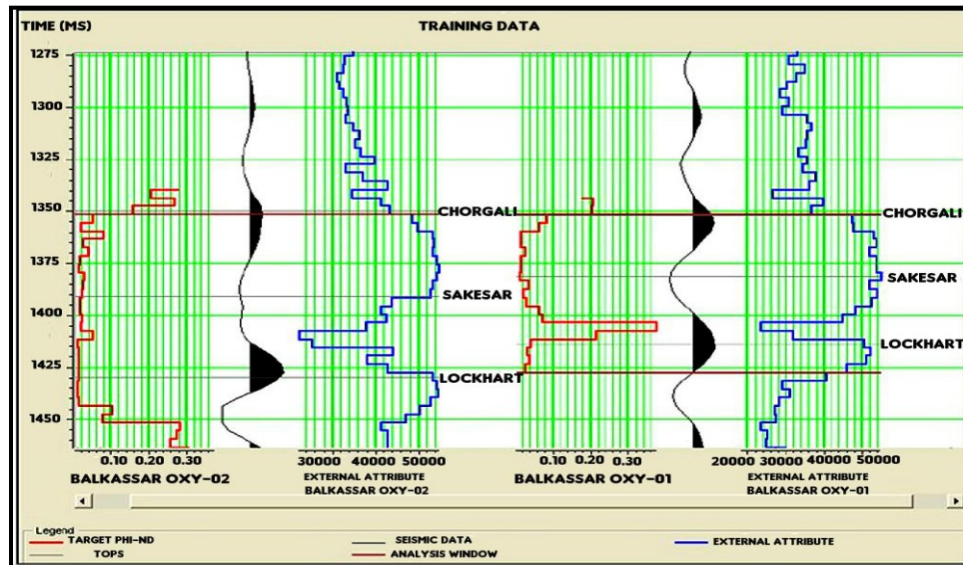 TIME (MS) TRAINING DATA
1275
1300
1325
1350
CHORGALI CHORGALI
1375
SAKESAR
SAKESAR
1400
LOCKHART
1425
LOCKHART
1450
0.10 0.20 0.30 30000 40000 50000 0.10 0.20 0.30 20000 30000 40000 50000
BALKASSAR OXY-02 EXTERNAL ATTRIBUTE BALKASSAR OXY-01 EXTERNAL ATTRIBUTE
BALKASSAR OXY-02 BALKASSAR OXY-01
Legend
TARGET PHI-ND SEISMIC DATA EXTERNAL ATTRIBUTE
TOPS ANALYSIS WINDOW